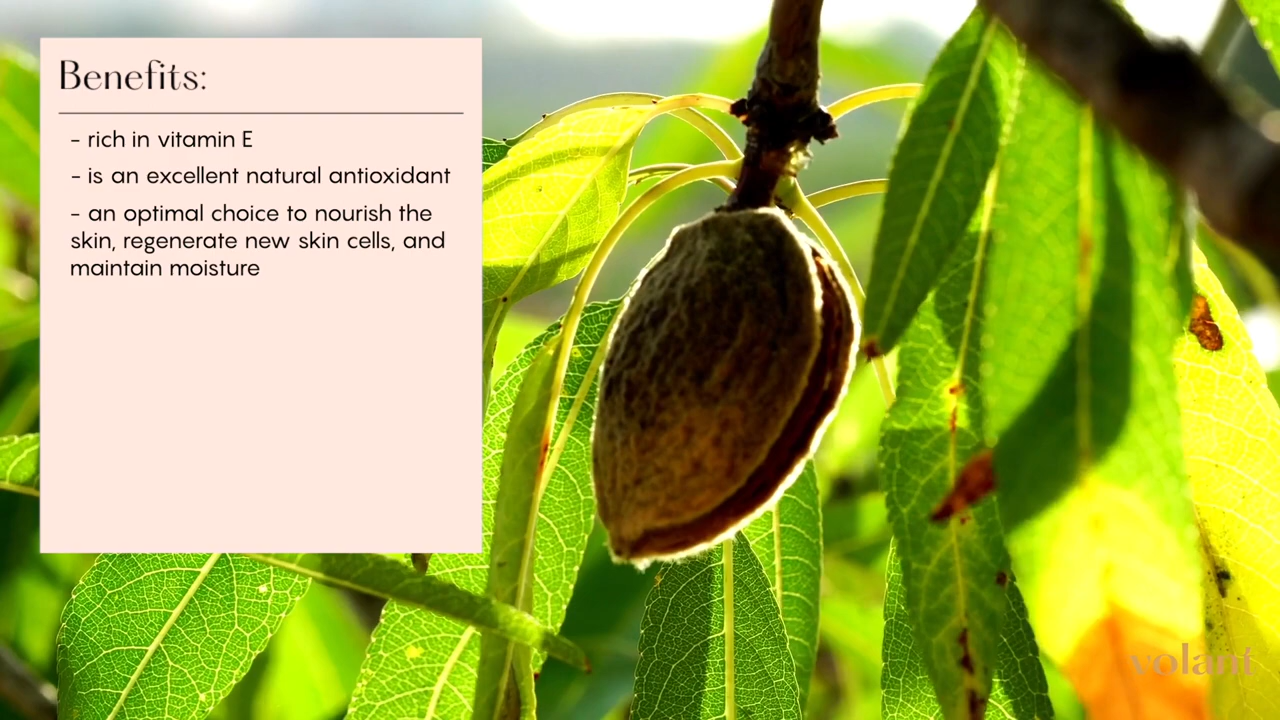 Benefits:
- rich in vitamin E
- is an excellent natural antioxidant
- an optimal choice to nourish the
skin, regenerate new skin cells, and
maintain moisture
volant